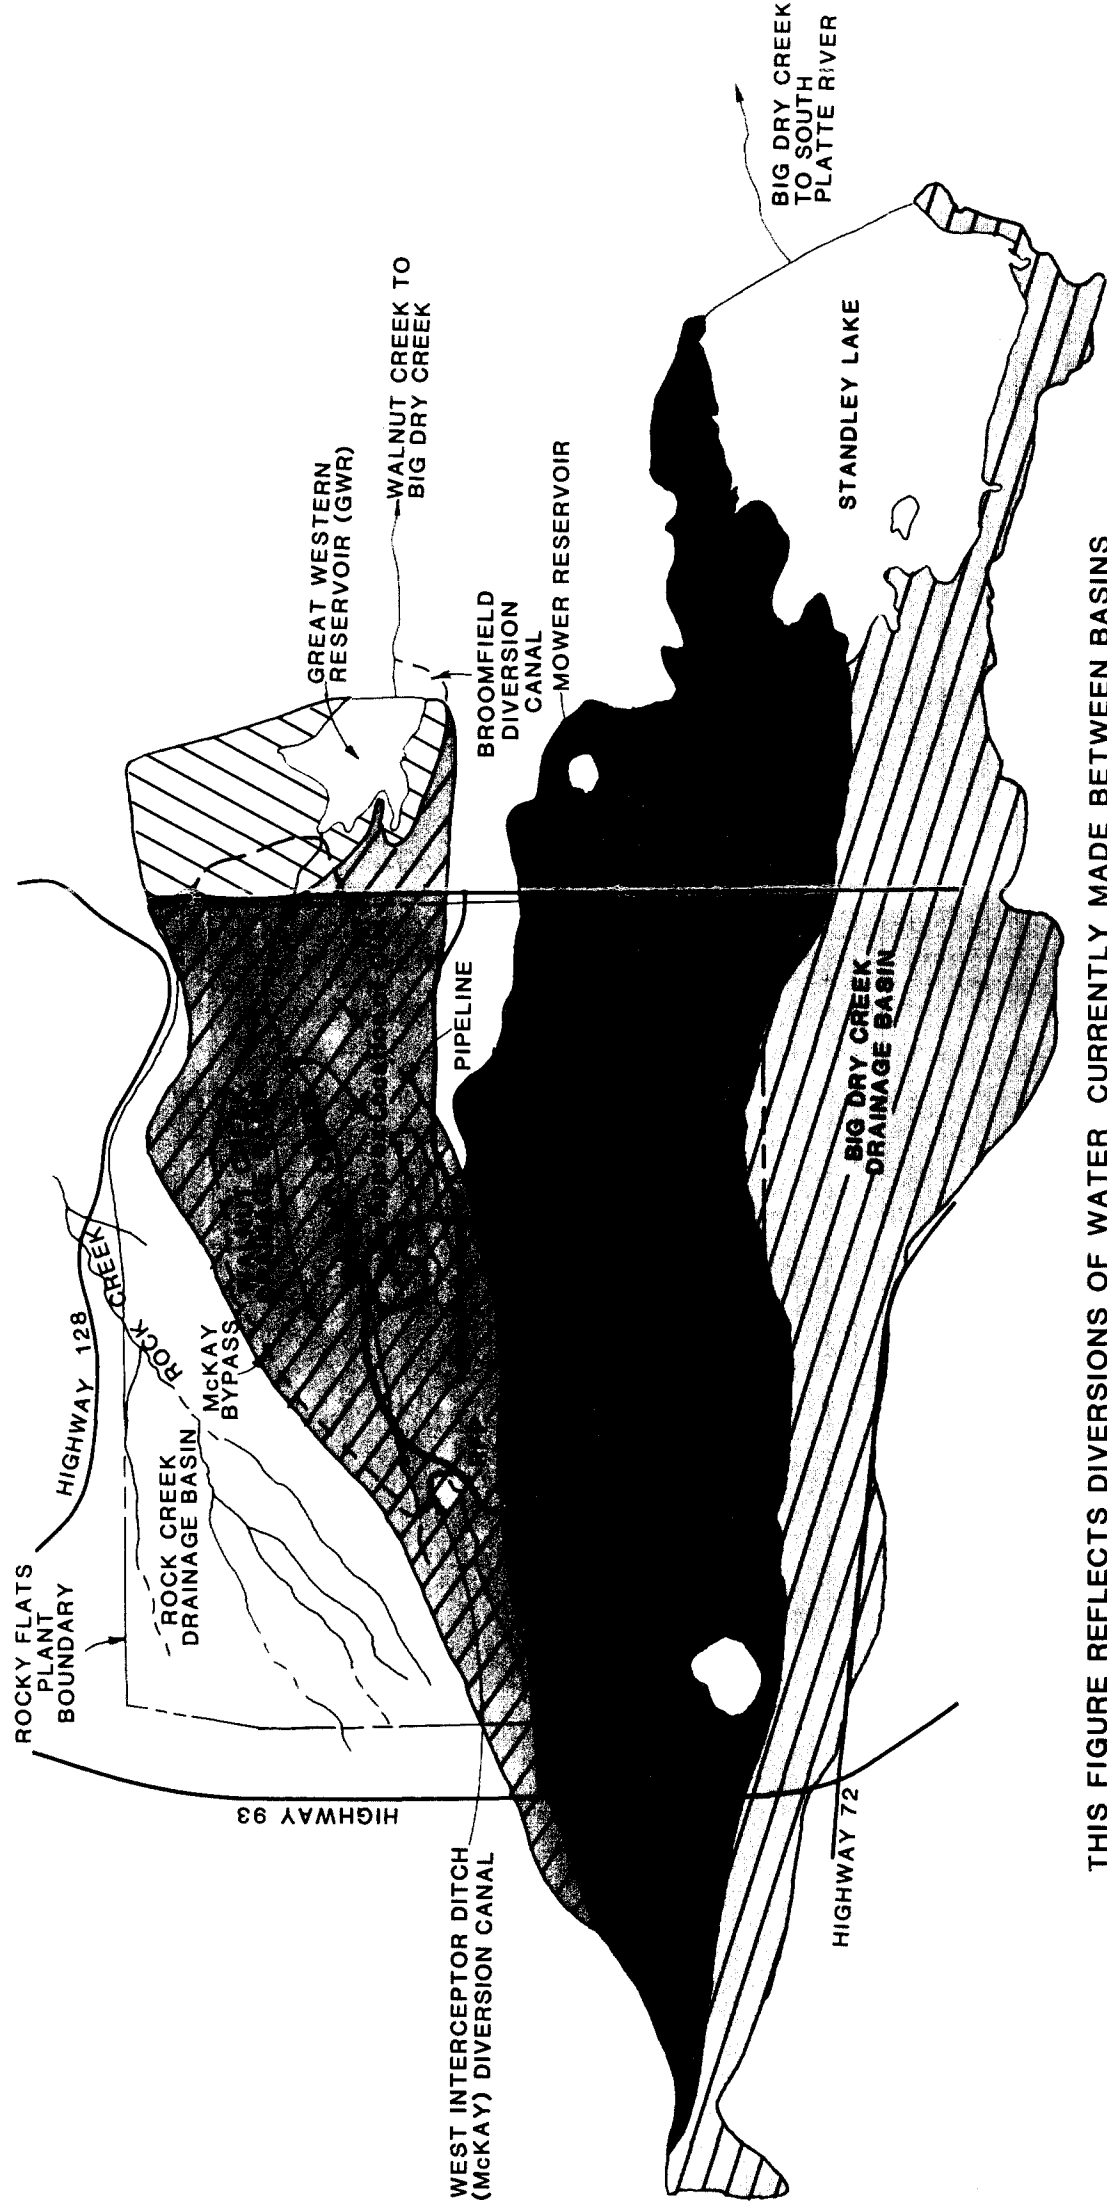 ROCKY FLATS
PLANT
BOUNDARY
HIGHWAY 128
ROCK CREEK
ROCK CREEK
DRAINAGE BASIN
McKAY
BYPASS
HIGHWAY 93
WEST INTERCEPTOR DITCH
(McKAY) DIVERSION CANAL
PIPELINE
GREAT WESTERN
RESERVOIR (GWR)
WALNUT CREEK TO
BIG DRY CREEK
BROOMFIELD
DIVERSION
CANAL
MOWER RESERVOIR
BIG DRY CREEK
TO SOUTH
PLATTE RIVER
STANDLEY LAKE
BIG DRY CREEK
DRAINAGE BASIN
HIGHWAY 72
THIS FIGURE REFLECTS DIVERSIONS OF WATER CURRENTLY MADE BETWEEN BASINS